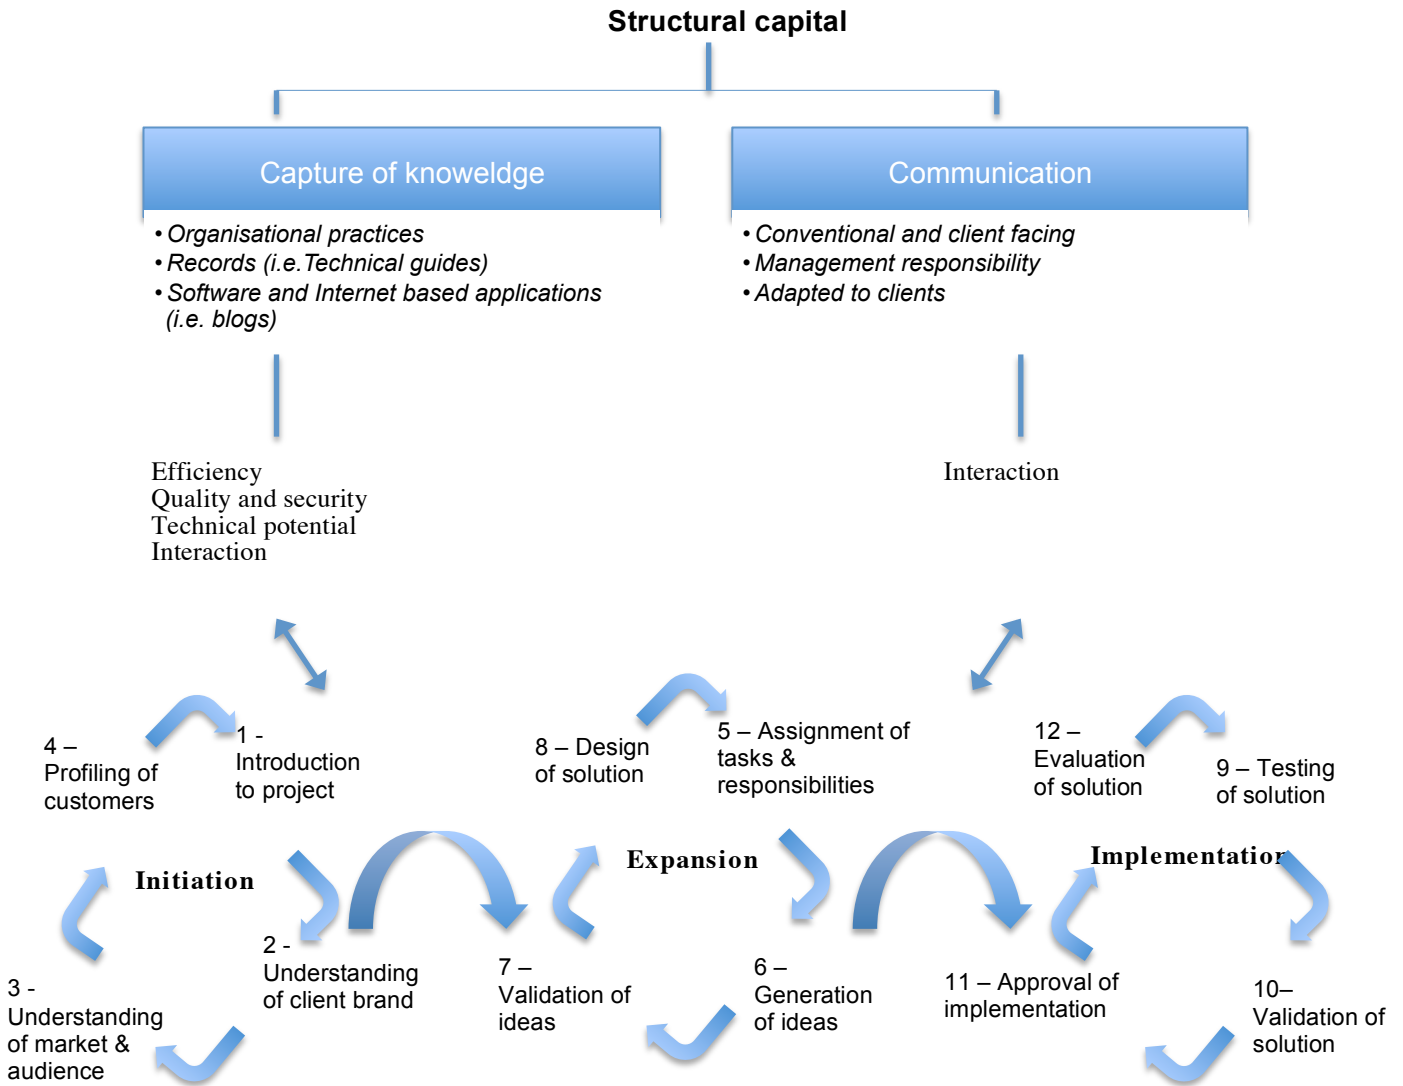 Structural capital
Capture of knoweldge
• Organisational practices
• Records (i.e.Technical guides)
• Software and Internet based applications
(i.e. blogs)
Communication
• Conventional and client facing
• Management responsibility
• Adapted to clients
Efficiency
Quality and security
Technical potential
Interaction
Interaction
4 –
Profiling of
customers
1 -
Introduction
to project
Initiation
2 -
Understanding
of client brand
3 -
Understanding
of market &
audience
8 – Design
of solution
5 – Assignment of
tasks &
responsibilities
Expansion
7 –
Validation of
ideas
6 –
Generation
of ideas
12 –
Evaluation
of solution
9 – Testing
of solution
Implementation
11 – Approval of
implementation
10–
Validation of
solution